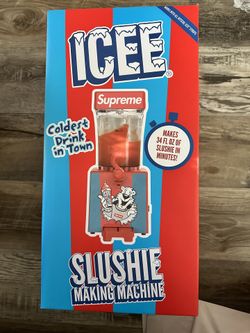 ICEE®
Supreme
Coldest
Drink
in Town
MAKES
34 FL OZ OF
SLUSHIE IN
MINUTES!
SLUSHIE
MAKING MACHINE